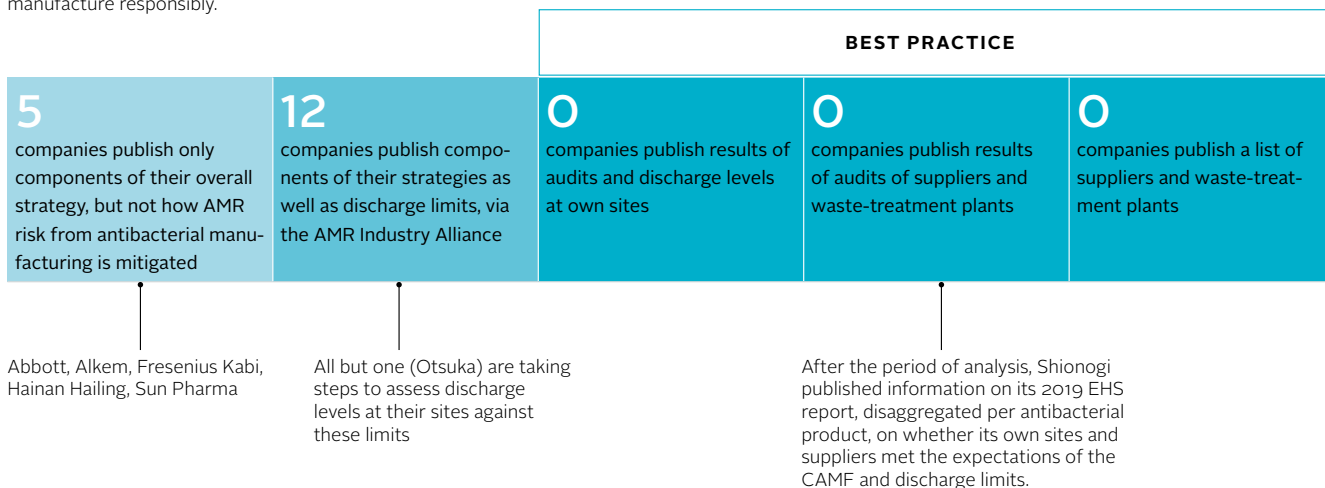 manufacture responsibly.
BEST PRACTICE
5
companies publish only
components of their overall
strategy, but not how AMR
risk from antibacterial manu-
facturing is mitigated
12
companies publish compo-
nents of their strategies as
well as discharge limits, via
the AMR Industry Alliance
0
companies publish results of
audits and discharge levels
at own sites
0
companies publish results
of audits of suppliers and
waste-treatment plants
0
companies publish a list of
suppliers and waste-treat-
ment plants
Abbott, Alkem, Fresenius Kabi,
Hainan Hailing, Sun Pharma
All but one (Otsuka) are taking
steps to assess discharge
levels at their sites against
these limits
After the period of analysis, Shionogi
published information on its 2019 EHS
report, disaggregated per antibacterial
product, on whether its own sites and
suppliers met the expectations of the
CAMF and discharge limits.